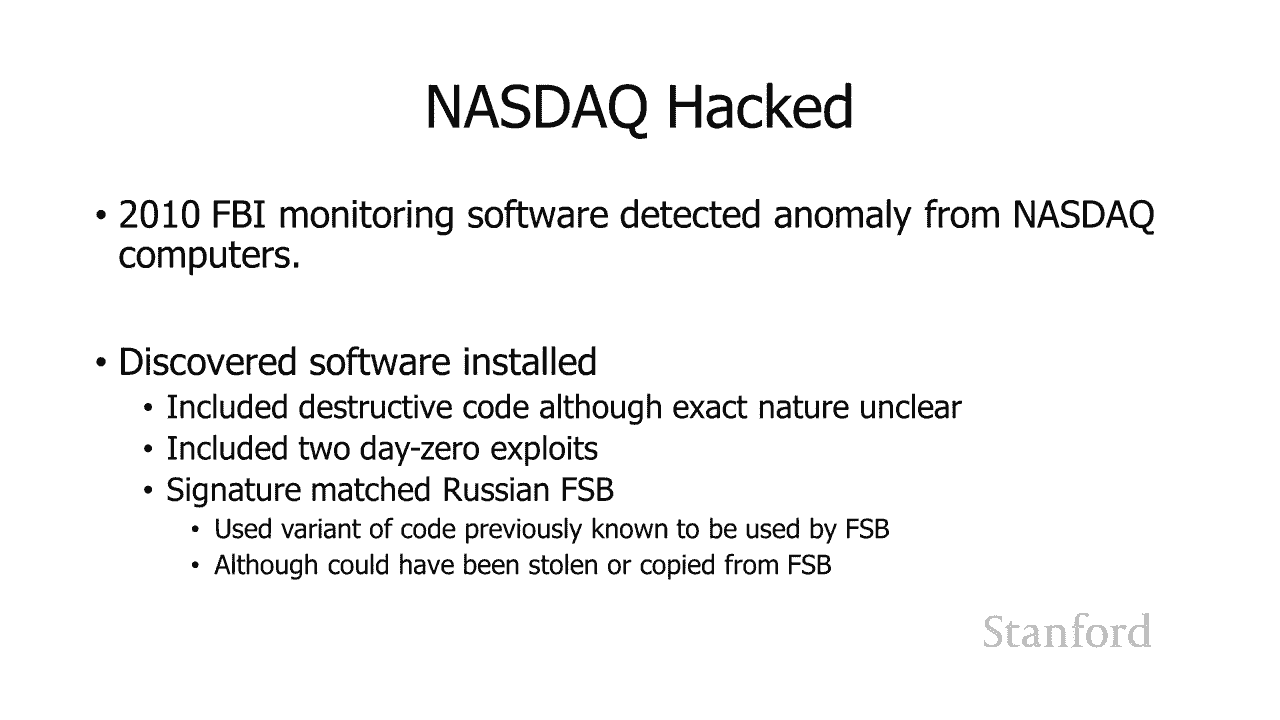 NASDAQ Hacked
• 2010 FBI monitoring software detected anomaly from NASDAQ
computers.
• Discovered software installed
• Included destructive code although exact nature unclear
• Included two day-zero exploits
• Signature matched Russian FSB
• Used variant of code previously known to be used by FSB
• Although could have been stolen or copied from FSB
Stanford